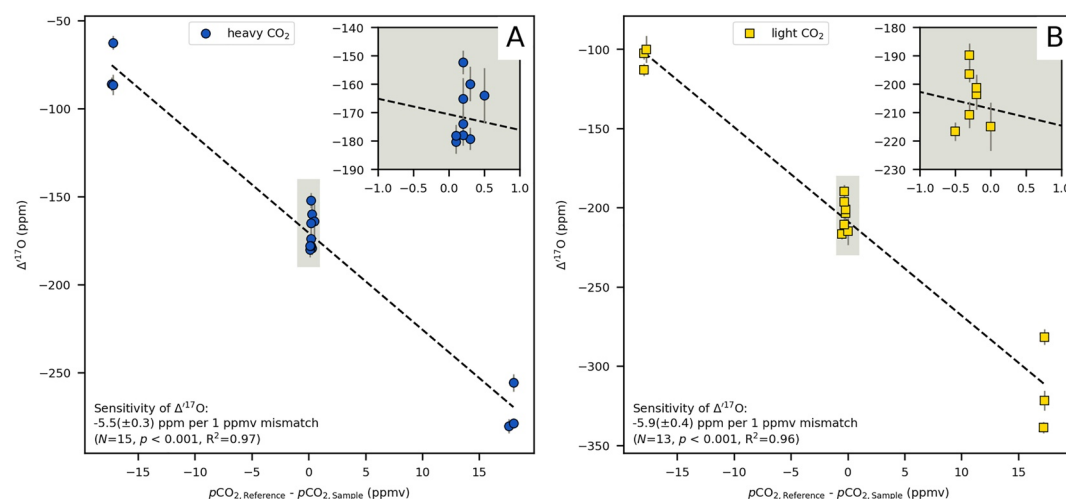 heavy CO₂
A
−140
−150
−160
−170
−180
−190
−1.0 −0.5 0.0 0.5 1.0
−50
−100
−150
−200
−250
Δ′¹⁷O (ppm)
Sensitivity of Δ′¹⁷O:
-5.5(±0.3) ppm per 1 ppmv mismatch
(N=15, p < 0.001, R²=0.97)
−15 −10 −5 0 5 10 15
pCO₂,Reference - pCO₂,Sample (ppmv)
light CO₂
B
−180
−190
−200
−210
−220
−230
−1.0 −0.5 0.0 0.5 1.0
−100
−150
−200
−250
−300
−350
Δ′¹⁷O (ppm)
Sensitivity of Δ′¹⁷O:
-5.9(±0.4) ppm per 1 ppmv mismatch
(N=13, p < 0.001, R²=0.96)
−15 −10 −5 0 5 10 15
pCO₂,Reference - pCO₂,Sample (ppmv)